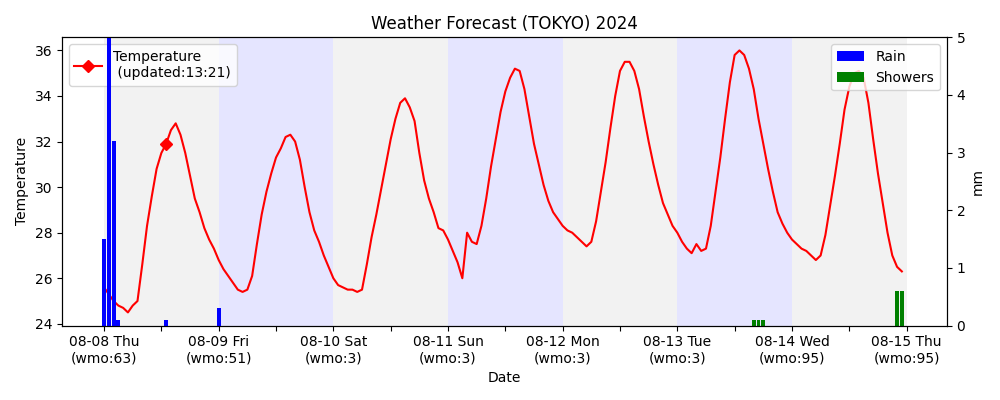 Weather Forecast (TOKYO) 2024
Temperature
(updated:13:21)
Rain
Showers
36
34
32
30
28
26
24
Temperature
5
4
3
2
1
0
mm
08-08 Thu
(wmo:63)
08-09 Fri
(wmo:51)
08-10 Sat
(wmo:3)
08-11 Sun
(wmo:3)
08-12 Mon
(wmo:3)
08-13 Tue
(wmo:3)
08-14 Wed
(wmo:95)
08-15 Thu
(wmo:95)
Date